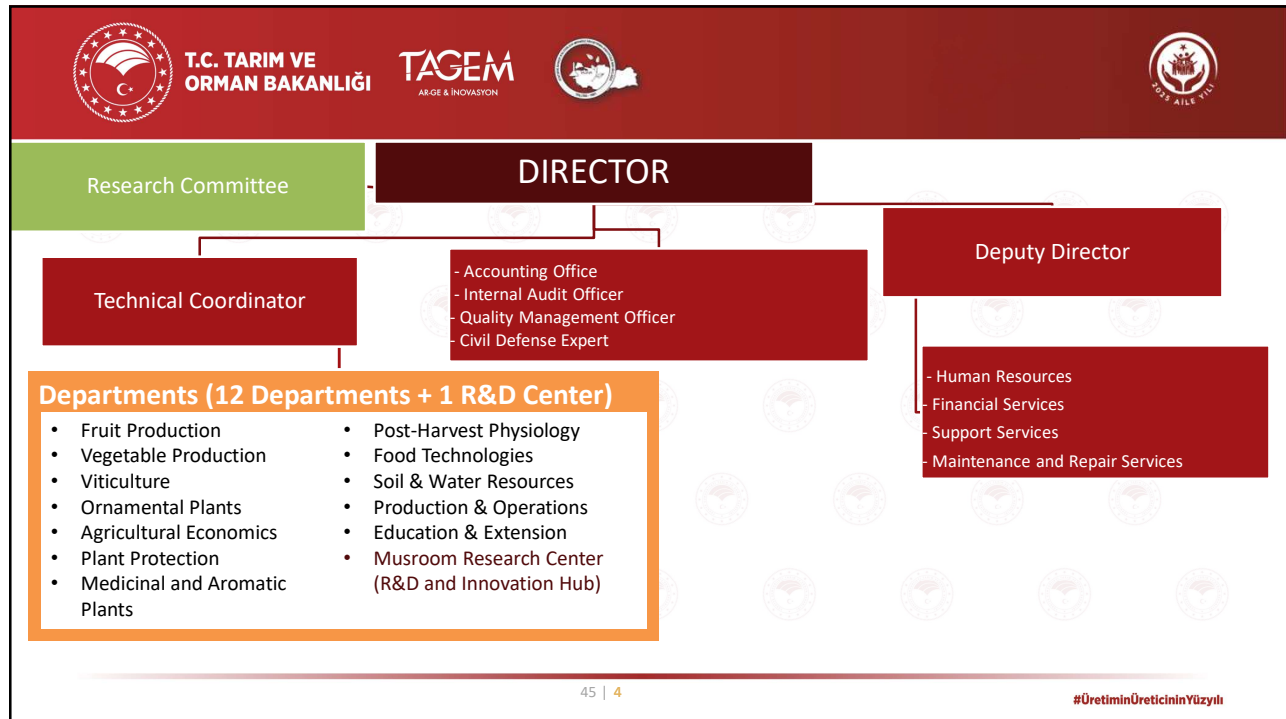 T.C. TARIM VE
ORMAN BAKANLIĞI
TAGEM
AR-GE & İNOVASYON
2025 AİLE YILI
Research Committee
DIRECTOR
Deputy Director
Technical Coordinator
- Accounting Office
- Internal Audit Officer
- Quality Management Officer
- Civil Defense Expert
- Human Resources
- Financial Services
- Support Services
- Maintenance and Repair Services
Departments (12 Departments + 1 R&D Center)
• Fruit Production
• Vegetable Production
• Viticulture
• Ornamental Plants
• Agricultural Economics
• Plant Protection
• Medicinal and Aromatic
Plants
• Post-Harvest Physiology
• Food Technologies
• Soil & Water Resources
• Production & Operations
• Education & Extension
• Musroom Research Center
(R&D and Innovation Hub)
45 | 4
#ÜretiminÜreticininYüzyılı